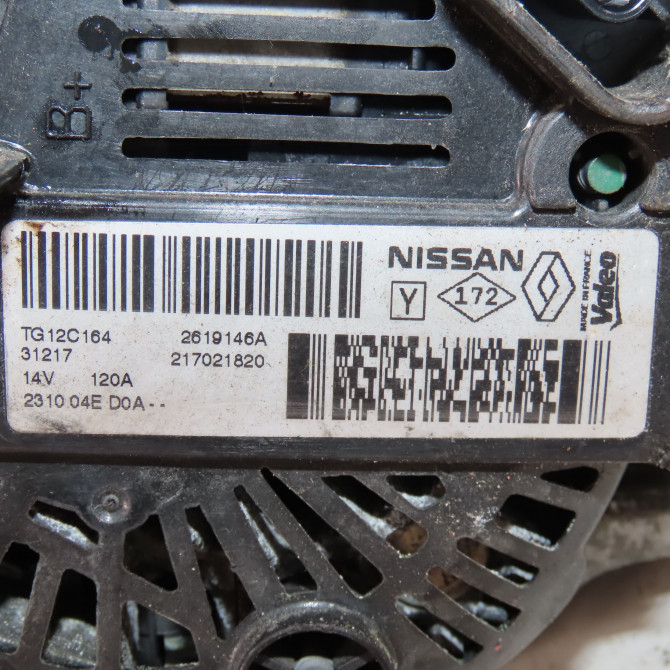 B+
NISSAN
Y 172
MADE IN FRANCE
Valeo
TG12C164 2619146A
31217 217021820
14V 120A
2310 04E D0A--